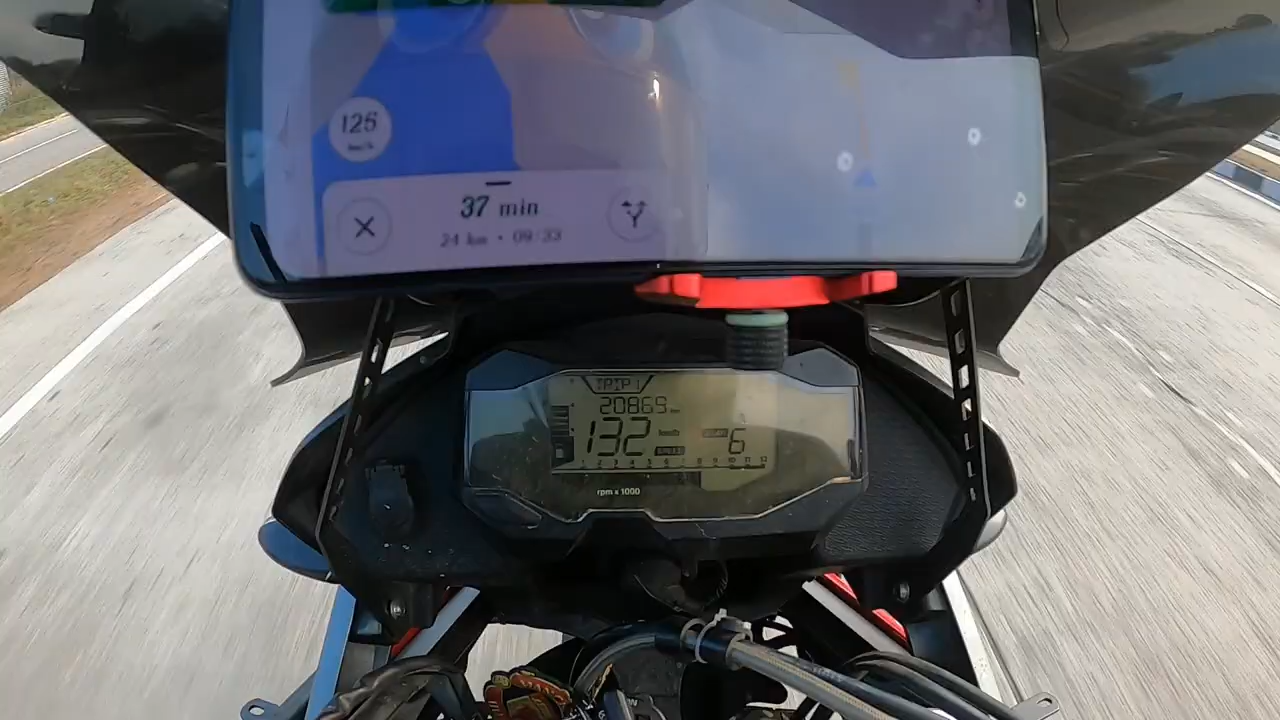 125
km/h
37 min
24 km • 09:33
TRIP 1
20869 km
132 km/h
6
1 2 3 4 5 6 7 8 9 10 11 12
rpm x 1000